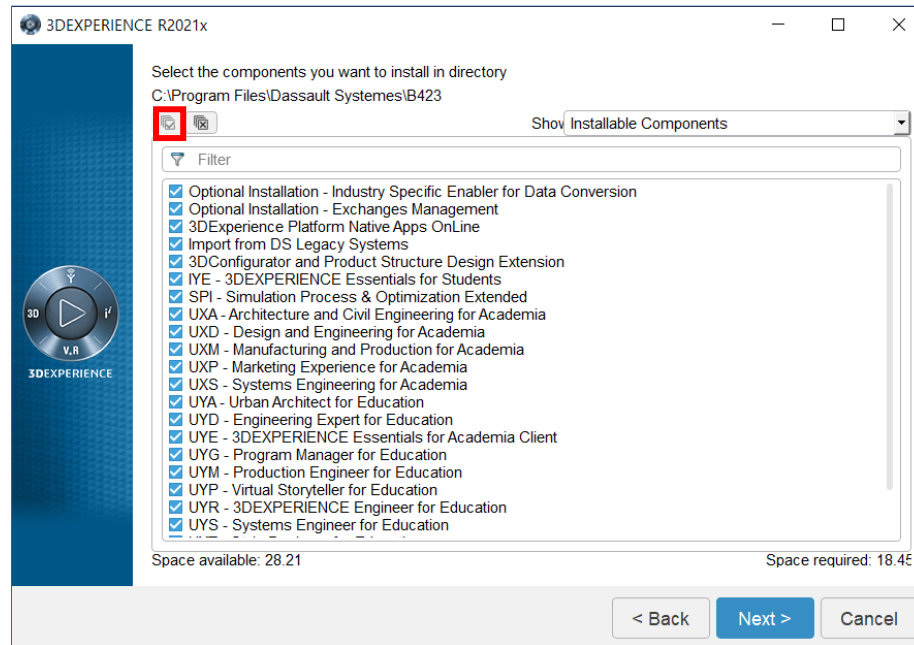 3DEXPERIENCE R2021x
Select the components you want to install in directory
C:\Program Files\Dassault Systemes\B423
Show Installable Components
Filter
Optional Installation - Industry Specific Enabler for Data Conversion
Optional Installation - Exchanges Management
3DExperience Platform Native Apps OnLine
Import from DS Legacy Systems
3DConfigurator and Product Structure Design Extension
IYE - 3DEXPERIENCE Essentials for Students
SPI - Simulation Process & Optimization Extended
UXA - Architecture and Civil Engineering for Academia
UXD - Design and Engineering for Academia
UXM - Manufacturing and Production for Academia
UXP - Marketing Experience for Academia
UXS - Systems Engineering for Academia
UYA - Urban Architect for Education
UYD - Engineering Expert for Education
UYE - 3DEXPERIENCE Essentials for Academia Client
UYG - Program Manager for Education
UYM - Production Engineer for Education
UYP - Virtual Storyteller for Education
UYR - 3DEXPERIENCE Engineer for Education
UYS - Systems Engineer for Education
3D
i'
V.R
3DEXPERIENCE
Space available: 28.21
Space required: 18.45
< Back
Next >
Cancel